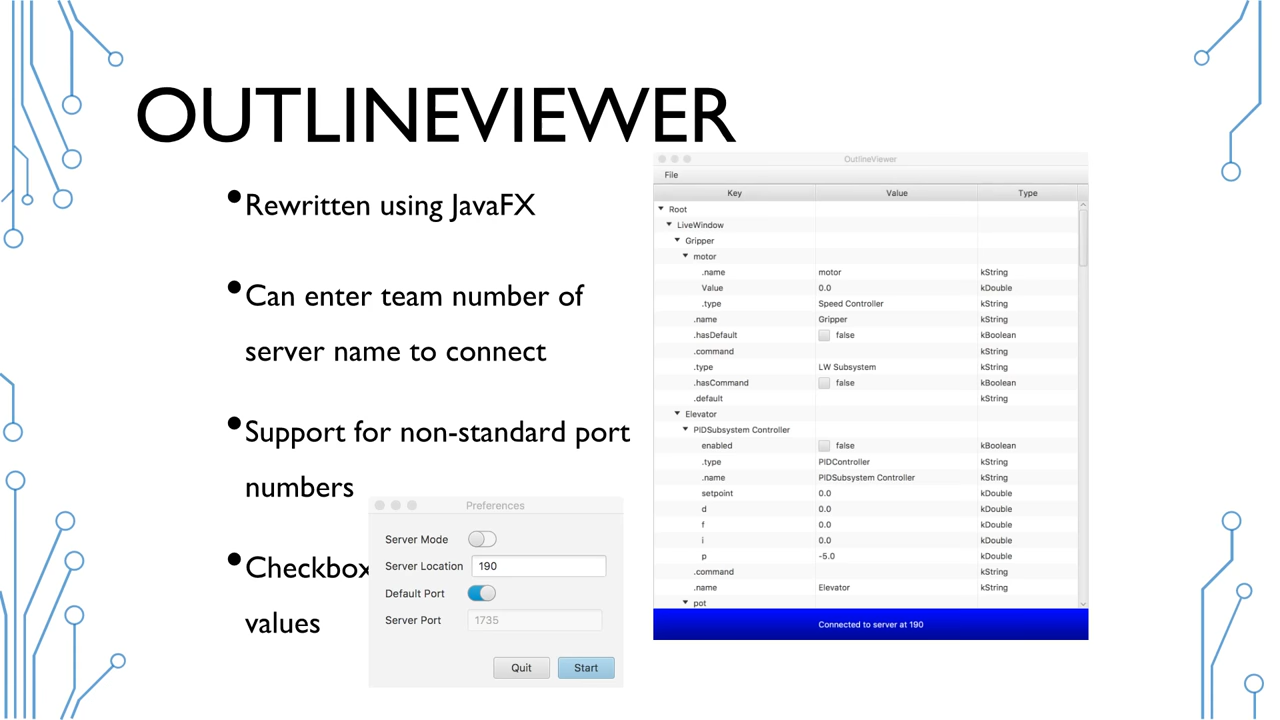 OUTLINEVIEWER
•Rewritten using JavaFX
•Can enter team number of
server name to connect
•Support for non-standard port
numbers
•Checkbox
values
Preferences
Server Mode
Server Location 190
Default Port
Server Port 1735
Quit Start
OutlineViewer
File
Key Value Type
Root
LiveWindow
Gripper
motor
.name motor kString
Value 0.0 kDouble
.type Speed Controller kString
.name Gripper kString
.hasDefault false kBoolean
.command kString
.type LW Subsystem kString
.hasCommand false kBoolean
.default kString
Elevator
PIDSubsystem Controller
enabled false kBoolean
.type PIDController kString
.name PIDSubsystem Controller kString
setpoint 0.0 kDouble
d 0.0 kDouble
f 0.0 kDouble
i 0.0 kDouble
p -5.0 kDouble
.command kString
.name Elevator kString
pot
Connected to server at 190